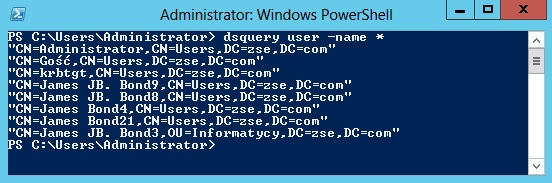 Administrator: Windows PowerShell
PS C:\Users\Administrator> dsquery user -name *
"CN=Administrator,CN=Users,DC=zse,DC=com"
"CN=Gość,CN=Users,DC=zse,DC=com"
"CN=krbtgt,CN=Users,DC=zse,DC=com"
"CN=James JB. Bond9,CN=Users,DC=zse,DC=com"
"CN=James JB. Bond8,CN=Users,DC=zse,DC=com"
"CN=James Bond4,CN=Users,DC=zse,DC=com"
"CN=James Bond21,CN=Users,DC=zse,DC=com"
"CN=James JB. Bond3,OU=Informatycy,DC=zse,DC=com"
PS C:\Users\Administrator>